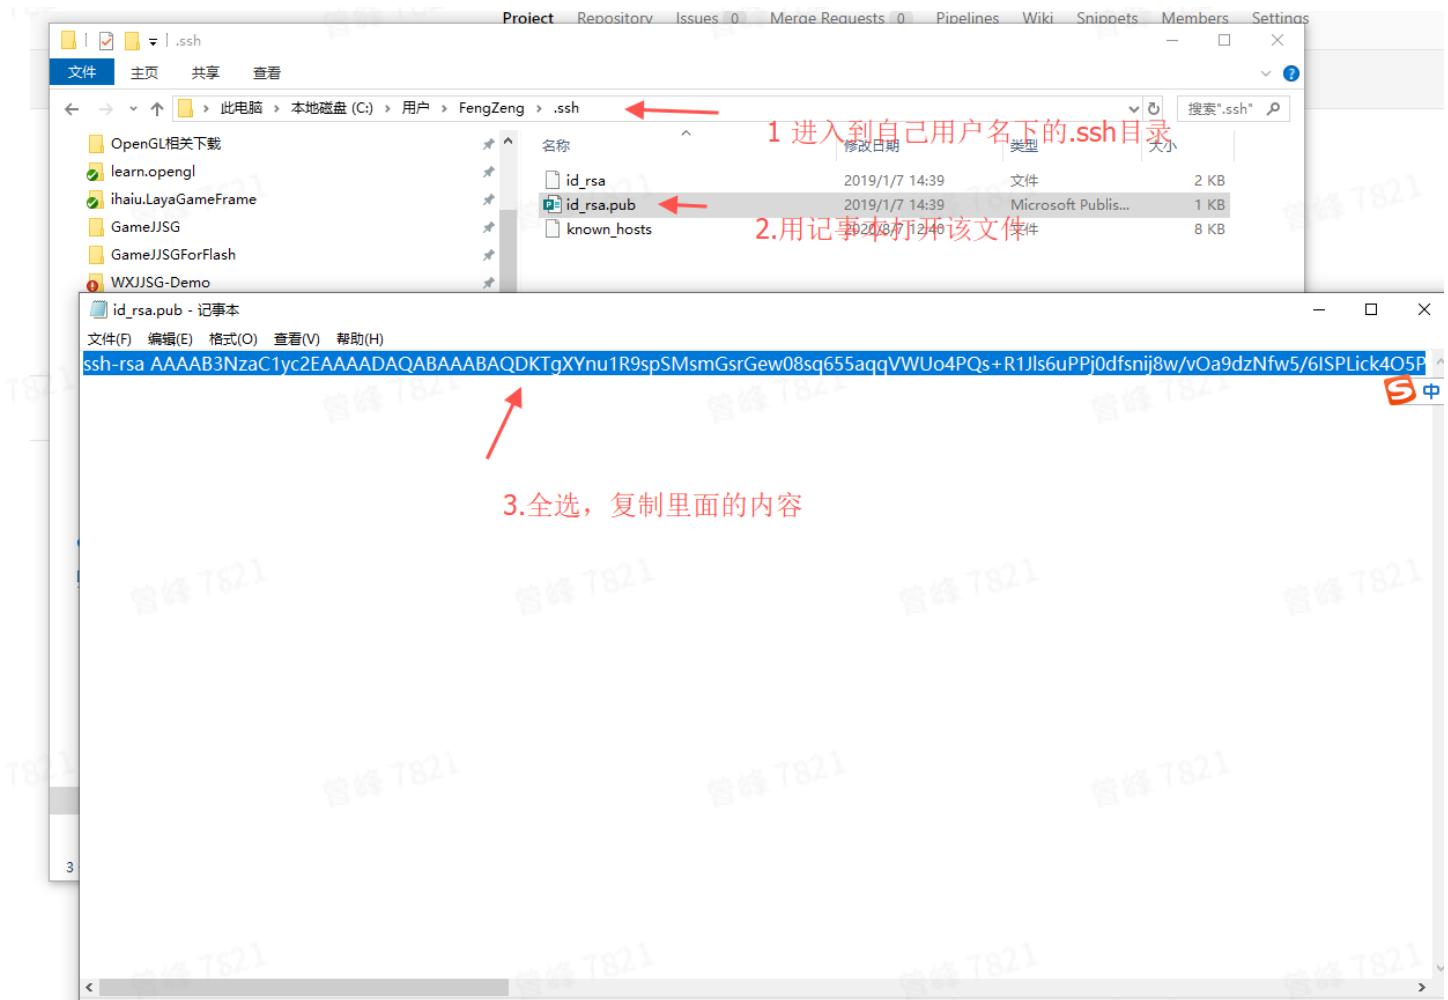 Project Repository Issues 0 Merge Requests 0 Pipelines Wiki Snippets Members Settings
.ssh
文件 主页 共享 查看
此电脑 › 本地磁盘 (C:) › 用户 › FengZeng › .ssh
搜索".ssh"
1 进入到自己用户名下的.ssh目录
名称 修改日期 类型 大小
OpenGL相关下载
learn.opengl
ihaiu.LayaGameFrame
GameJJSG
GameJJSGForFlash
WXJJSG-Demo
id_rsa 2019/1/7 14:39 文件 2 KB
id_rsa.pub 2019/1/7 14:39 Microsoft Publis... 1 KB
known_hosts 2020/8/7 12:40 文件 8 KB
2.用记事本打开该文件
id_rsa.pub - 记事本
文件(F) 编辑(E) 格式(O) 查看(V) 帮助(H)
ssh-rsa AAAAB3NzaC1yc2EAAAADAQABAAABAQDKTgXYnu1R9spSMsmGsrGew08sq655aqqVWUo4PQs+R1Jls6uPPj0dfsnij8w/vOa9dzNfw5/6ISPLick4O5P
中
3.全选，复制里面的内容
3
曾峰 7821